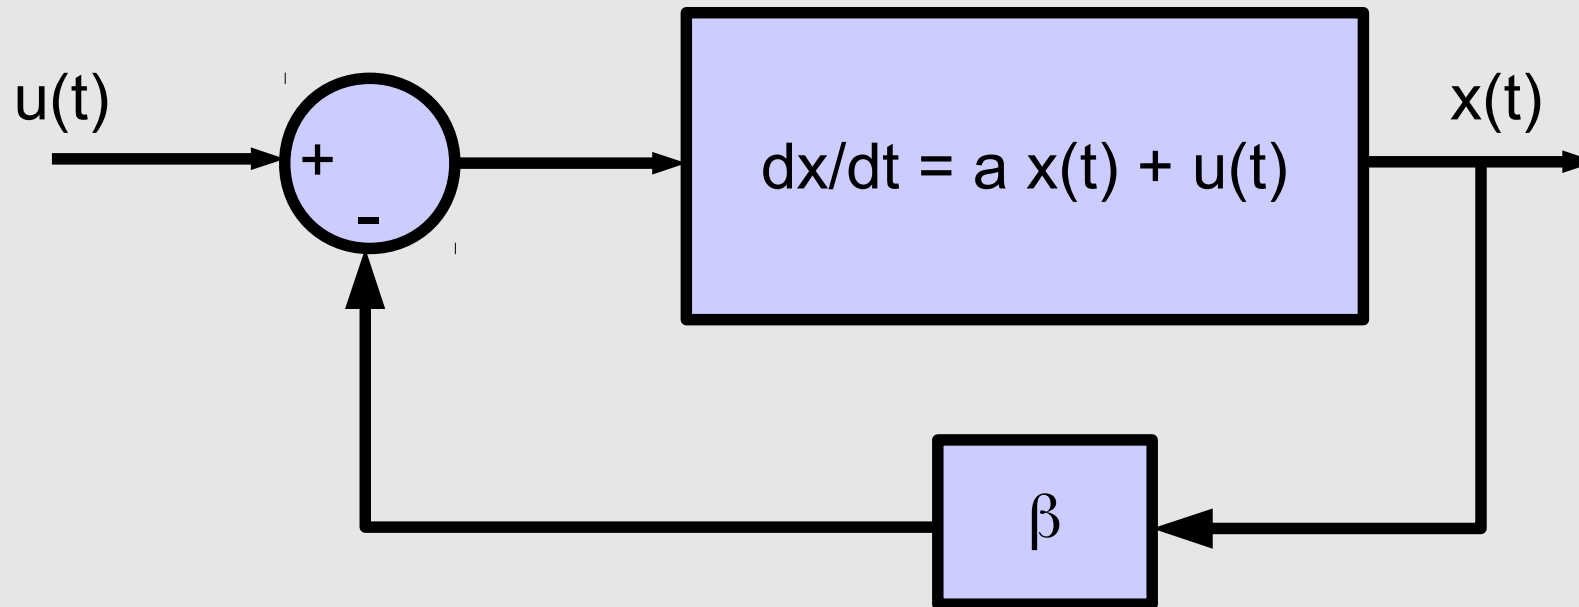 u(t)
+
-
dx/dt = a x(t) + u(t)
x(t)
β